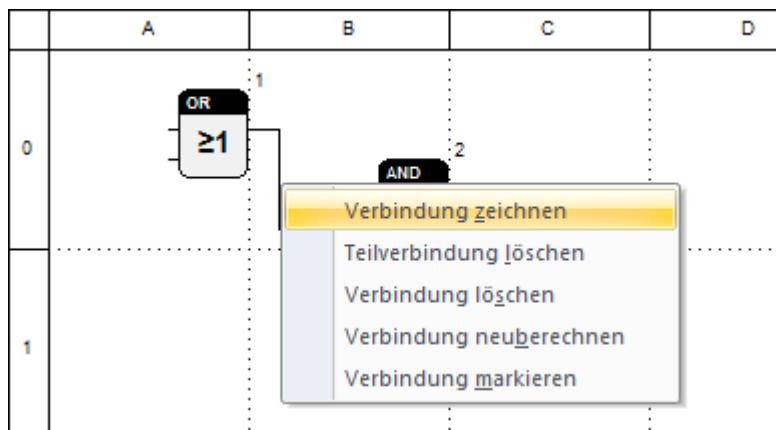 A B C D
1
OR
≥1
0
2
AND
Verbindung zeichnen
Teilverbindung löschen
Verbindung löschen
Verbindung neuberechnen
1
Verbindung markieren